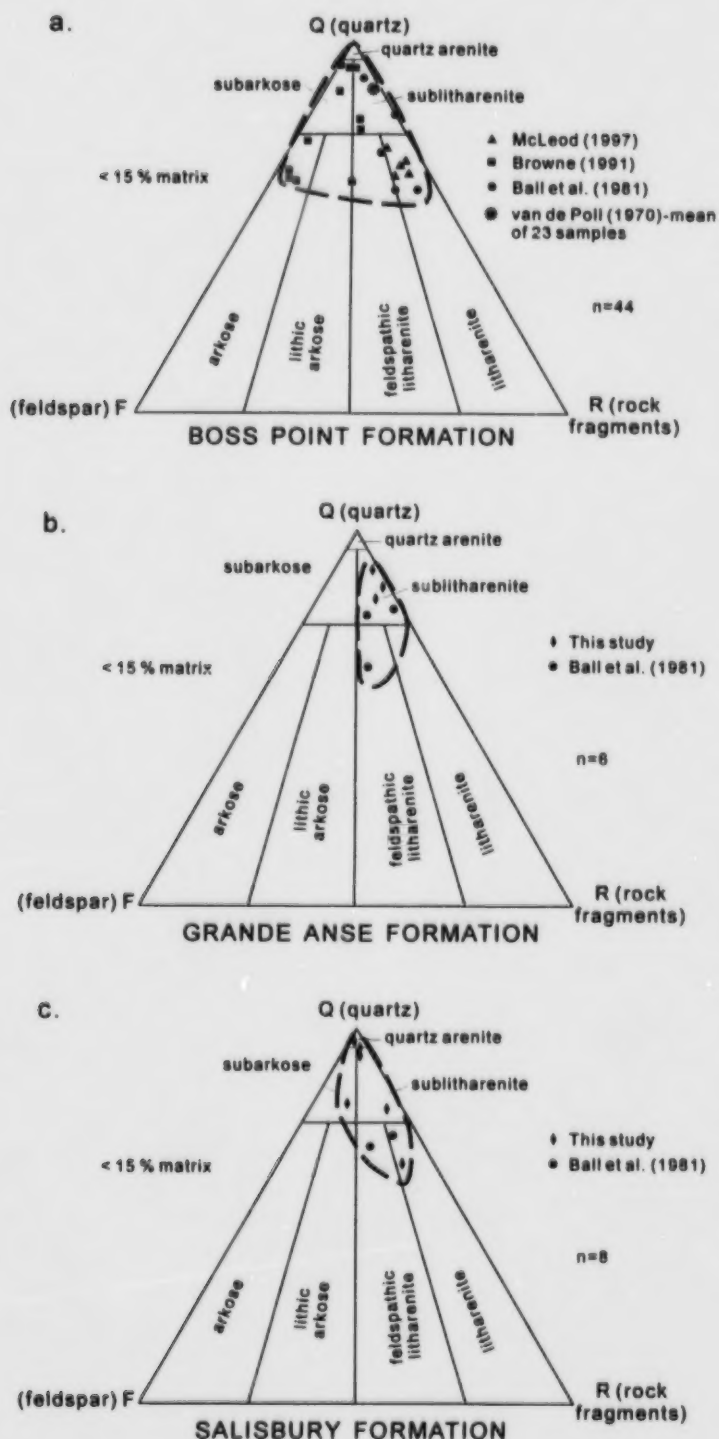 a.
Q (quartz)
quartz arenite
subarkose
sublitharenite
McLeod (1997)
Browne (1991)
Ball et al. (1981)
van de Poll (1970)-mean
of 23 samples
< 15 % matrix
n=44
arkose
lithic
arkose
feldspathic
litharenite
litharenite
(feldspar) F
R (rock
fragments)
BOSS POINT FORMATION
b.
Q (quartz)
quartz arenite
subarkose
sublitharenite
This study
Ball et al. (1981)
< 15 % matrix
n=6
arkose
lithic
arkose
feldspathic
litharenite
litharenite
(feldspar) F
R (rock
fragments)
GRANDE ANSE FORMATION
c.
Q (quartz)
quartz arenite
subarkose
sublitharenite
This study
Ball et al. (1981)
< 15 % matrix
n=8
arkose
lithic
arkose
feldspathic
litharenite
litharenite
(feldspar) F
R (rock
fragments)
SALISBURY FORMATION